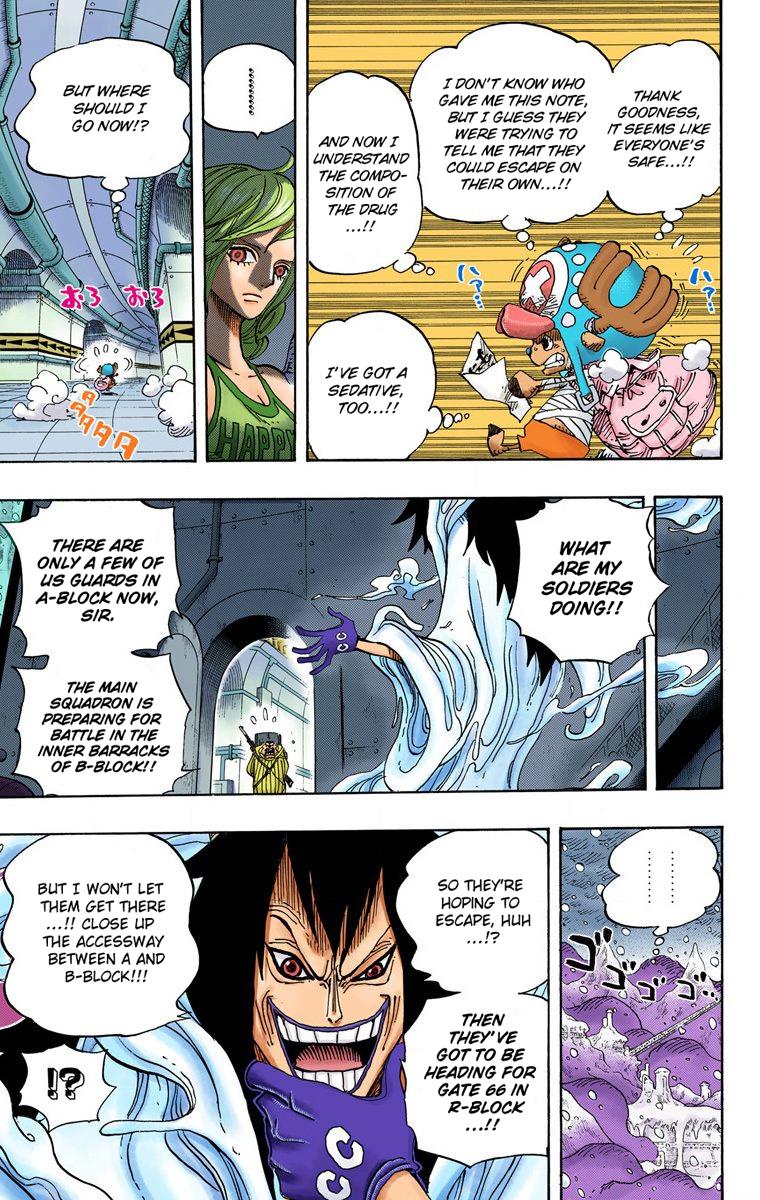 THANK
GOODNESS,
IT SEEMS LIKE
EVERYONE'S
SAFE...!!
I DON'T KNOW WHO
GAVE ME THIS NOTE,
BUT I GUESS THEY
WERE TRYING TO
TELL ME THAT THEY
COULD ESCAPE ON
THEIR OWN...!!
AND NOW I
UNDERSTAND
THE COMPO-
SITION OF
THE DRUG
...!!
ハァ
ハァ
I'VE GOT A
SEDATIVE,
TOO...!!
.........
HAPPY
BUT WHERE
SHOULD I
GO NOW!?
おろ
おろ
WHAT
ARE MY
SOLDIERS
DOING!!
CC
THERE ARE
ONLY A FEW OF
US GUARDS IN
A-BLOCK NOW,
SIR.
THE MAIN
SQUADRON IS
PREPARING FOR
BATTLE IN THE
INNER BARRACKS
OF B-BLOCK!!
ゴゴゴゴ...
SO THEY'RE
HOPING TO
ESCAPE, HUH
...!?
THEN
THEY'VE
GOT TO BE
HEADING FOR
GATE 66 IN
R-BLOCK
...!!
BUT I WON'T LET
THEM GET THERE
...!! CLOSE UP
THE ACCESSWAY
BETWEEN A AND
B-BLOCK!!!
!?
C
CC